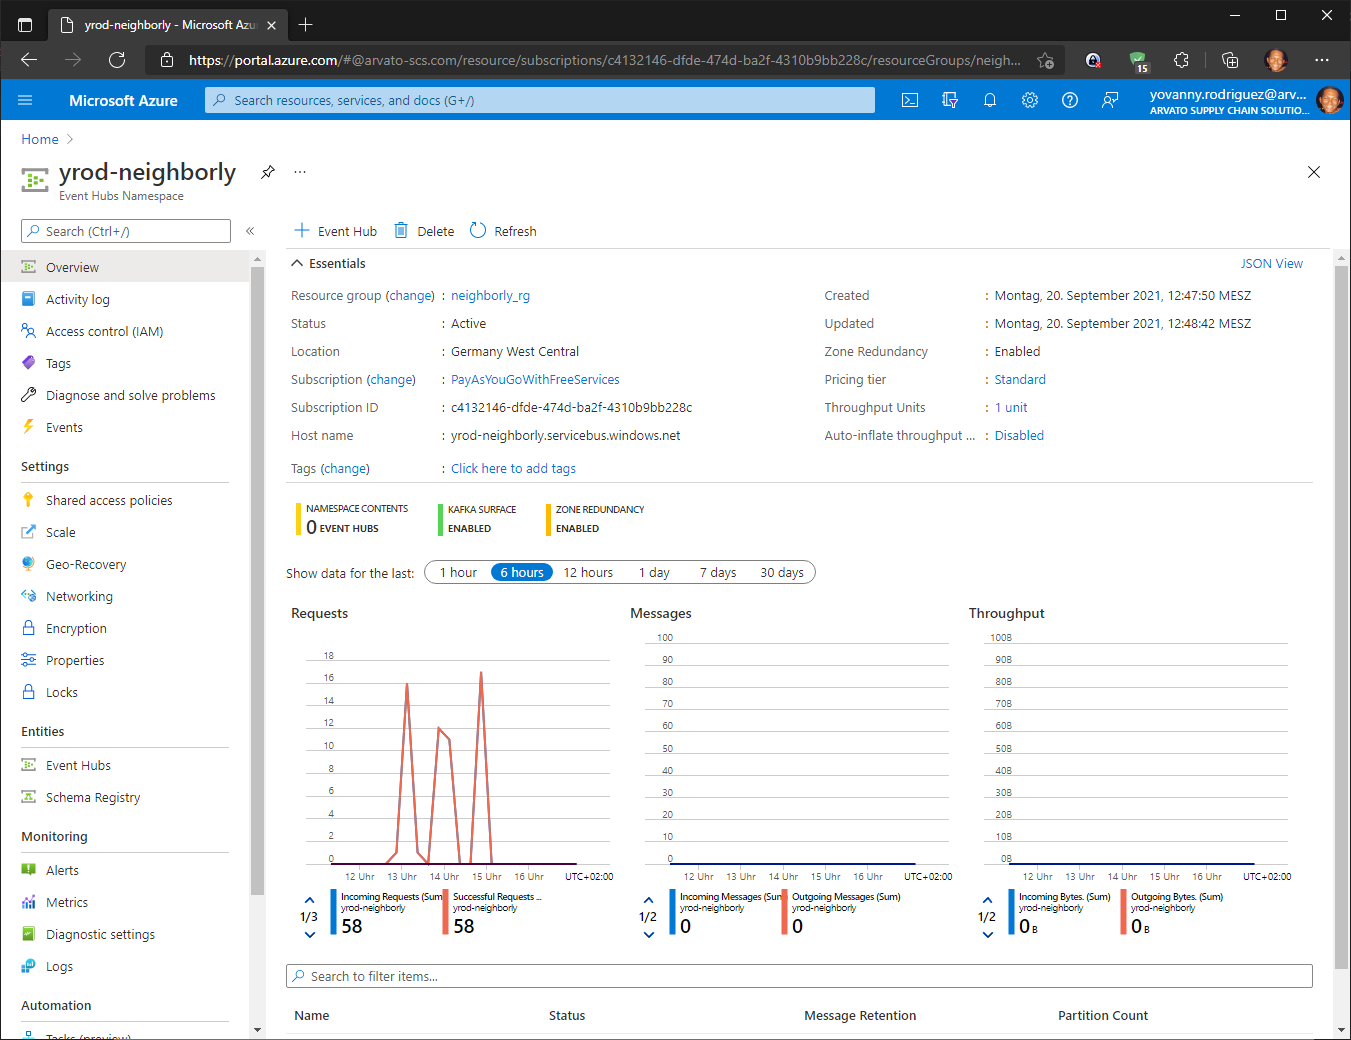 yrod-neighborly - Microsoft Azu
https://portal.azure.com/#@arvato-scs.com/resource/subscriptions/c4132146-dfde-474d-ba2f-4310b9bb228c/resourceGroups/neigh...
15
Microsoft Azure
Search resources, services, and docs (G+/)
yovanny.rodriguez@arv...
ARVATO SUPPLY CHAIN SOLUTIO...
Home
yrod-neighborly
...
Event Hubs Namespace
Search (Ctrl+/)
«
Overview
Activity log
Access control (IAM)
Tags
Diagnose and solve problems
Events
Settings
Shared access policies
Scale
Geo-Recovery
Networking
Encryption
Properties
Locks
Entities
Event Hubs
Schema Registry
Monitoring
Alerts
Metrics
Diagnostic settings
Logs
Automation
Tasks (preview)
Event Hub Delete Refresh
Essentials
JSON View
Resource group (change) : neighborly_rg
Status : Active
Location : Germany West Central
Subscription (change) : PayAsYouGoWithFreeServices
Subscription ID : c4132146-dfde-474d-ba2f-4310b9bb228c
Host name : yrod-neighborly.servicebus.windows.net
Tags (change) : Click here to add tags
Created : Montag, 20. September 2021, 12:47:50 MESZ
Updated : Montag, 20. September 2021, 12:48:42 MESZ
Zone Redundancy : Enabled
Pricing tier : Standard
Throughput Units : 1 unit
Auto-inflate throughput ... : Disabled
NAMESPACE CONTENTS
0 EVENT HUBS
KAFKA SURFACE
ENABLED
ZONE REDUNDANCY
ENABLED
Show data for the last: 1 hour 6 hours 12 hours 1 day 7 days 30 days
Requests
18
16
14
12
10
8
6
4
2
0
12 Uhr 13 Uhr 14 Uhr 15 Uhr 16 Uhr UTC+02:00
1/3
Incoming Requests (Sum
yrod-neighborly
58
Successful Requests ...
yrod-neighborly
58
Messages
100
90
80
70
60
50
40
30
20
10
0
12 Uhr 13 Uhr 14 Uhr 15 Uhr 16 Uhr UTC+02:00
1/2
Incoming Messages (Sum
yrod-neighborly
0
Outgoing Messages (Sum)
yrod-neighborly
0
Throughput
100B
90B
80B
70B
60B
50B
40B
30B
20B
10B
0B
12 Uhr 13 Uhr 14 Uhr 15 Uhr 16 Uhr UTC+02:00
1/2
Incoming Bytes. (Sum)
yrod-neighborly
0 B
Outgoing Bytes. (Sum)
yrod-neighborly
0 B
Search to filter items...
Name Status Message Retention Partition Count